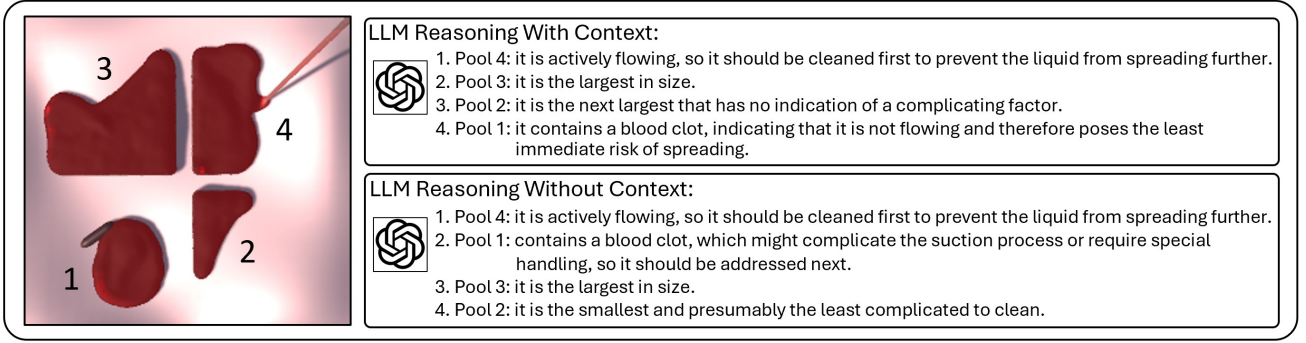 3
4
2
1
LLM Reasoning With Context:
1. Pool 4: it is actively flowing, so it should be cleaned first to prevent the liquid from spreading further.
2. Pool 3: it is the largest in size.
3. Pool 2: it is the next largest that has no indication of a complicating factor.
4. Pool 1: it contains a blood clot, indicating that it is not flowing and therefore poses the least
immediate risk of spreading.
LLM Reasoning Without Context:
1. Pool 4: it is actively flowing, so it should be cleaned first to prevent the liquid from spreading further.
2. Pool 1: contains a blood clot, which might complicate the suction process or require special
handling, so it should be addressed next.
3. Pool 3: it is the largest in size.
4. Pool 2: it is the smallest and presumably the least complicated to clean.